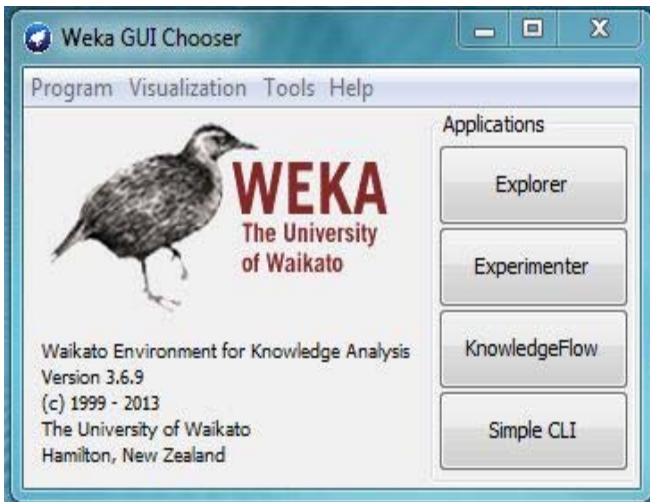 Weka GUI Chooser
Program Visualization Tools Help
WEKA
The University
of Waikato
Waikato Environment for Knowledge Analysis
Version 3.6.9
(c) 1999 - 2013
The University of Waikato
Hamilton, New Zealand
Applications
Explorer
Experimenter
KnowledgeFlow
Simple CLI